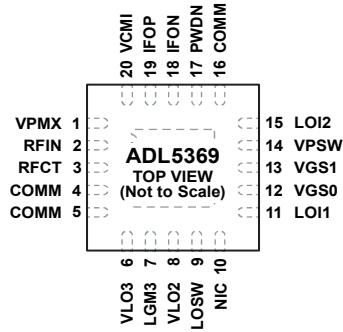 20 VCMI
19 IFOP
18 IFON
17 PWDN
16 COMM
VPMX 1
RFIN 2
RFCT 3
COMM 4
COMM 5
ADL5369
TOP VIEW
(Not to Scale)
15 LOI2
14 VPSW
13 VGS1
12 VGS0
11 LOI1
VLO3 6
LGM3 7
VLO2 8
LOSW 9
NIC 10